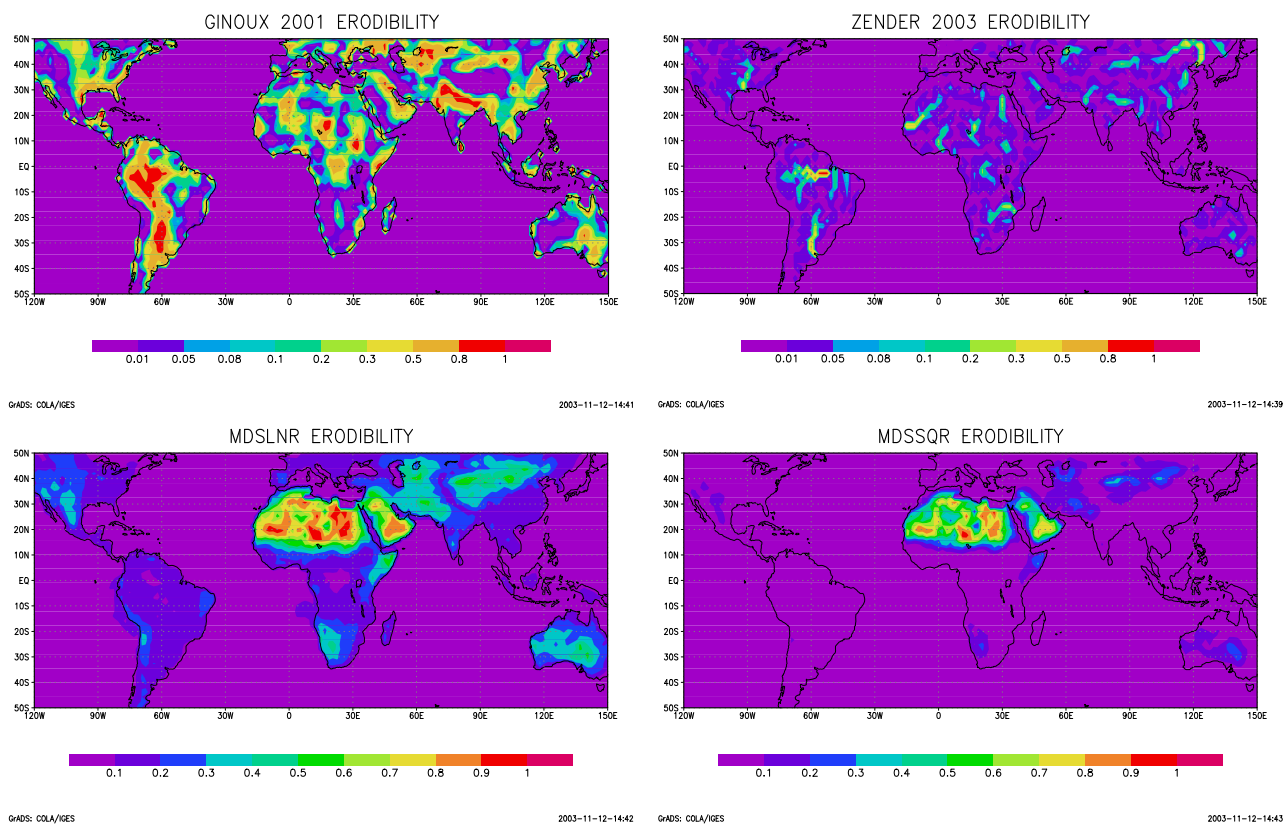 GINOUX 2001 ERODIBILITY
50N
40N
30N
20N
10N
EQ
10S
20S
30S
40S
50S
120W 90W 60W 30W 0 30E 60E 90E 120E 150E
0.01 0.05 0.08 0.1 0.2 0.3 0.5 0.8 1
GrADS: COLA/IGES 2003-11-12-14:41
ZENDER 2003 ERODIBILITY
50N
40N
30N
20N
10N
EQ
10S
20S
30S
40S
50S
120W 90W 60W 30W 0 30E 60E 90E 120E 150E
0.01 0.05 0.08 0.1 0.2 0.3 0.5 0.8 1
GrADS: COLA/IGES 2003-11-12-14:39
MDSLNR ERODIBILITY
50N
40N
30N
20N
10N
EQ
10S
20S
30S
40S
50S
120W 90W 60W 30W 0 30E 60E 90E 120E 150E
0.1 0.2 0.3 0.4 0.5 0.6 0.7 0.8 0.9 1
GrADS: COLA/IGES 2003-11-12-14:42
MDSSQR ERODIBILITY
50N
40N
30N
20N
10N
EQ
10S
20S
30S
40S
50S
120W 90W 60W 30W 0 30E 60E 90E 120E 150E
0.1 0.2 0.3 0.4 0.5 0.6 0.7 0.8 0.9 1
GrADS: COLA/IGES 2003-11-12-14:43